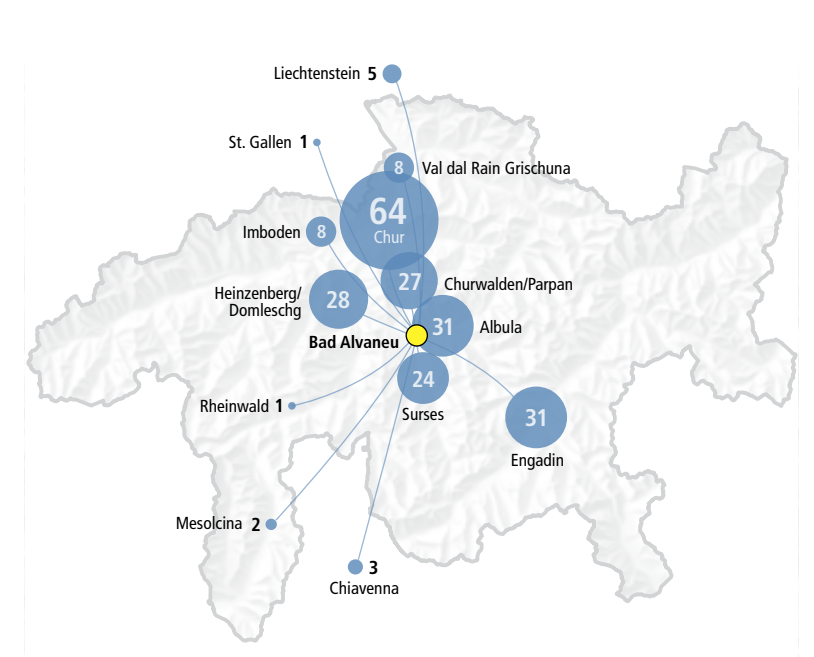 Liechtenstein 5
St. Gallen 1
8 Val dal Rain Grischuna
64
Chur
Imboden 8
27 Churwalden/Parpan
Heinzenberg/
Domleschg
28
31 Albula
Bad Alvaneu
24
Surses
Rheinwald 1
31
Engadin
Mesolcina 2
3
Chiavenna